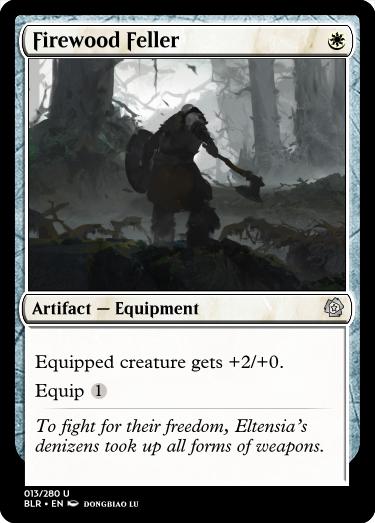 Firewood Feller
Artifact — Equipment
Equipped creature gets +2/+0.
Equip 1
To fight for their freedom, Eltensia's
denizens took up all forms of weapons.
013/280 U
BLR • EN DONGBIAO LU